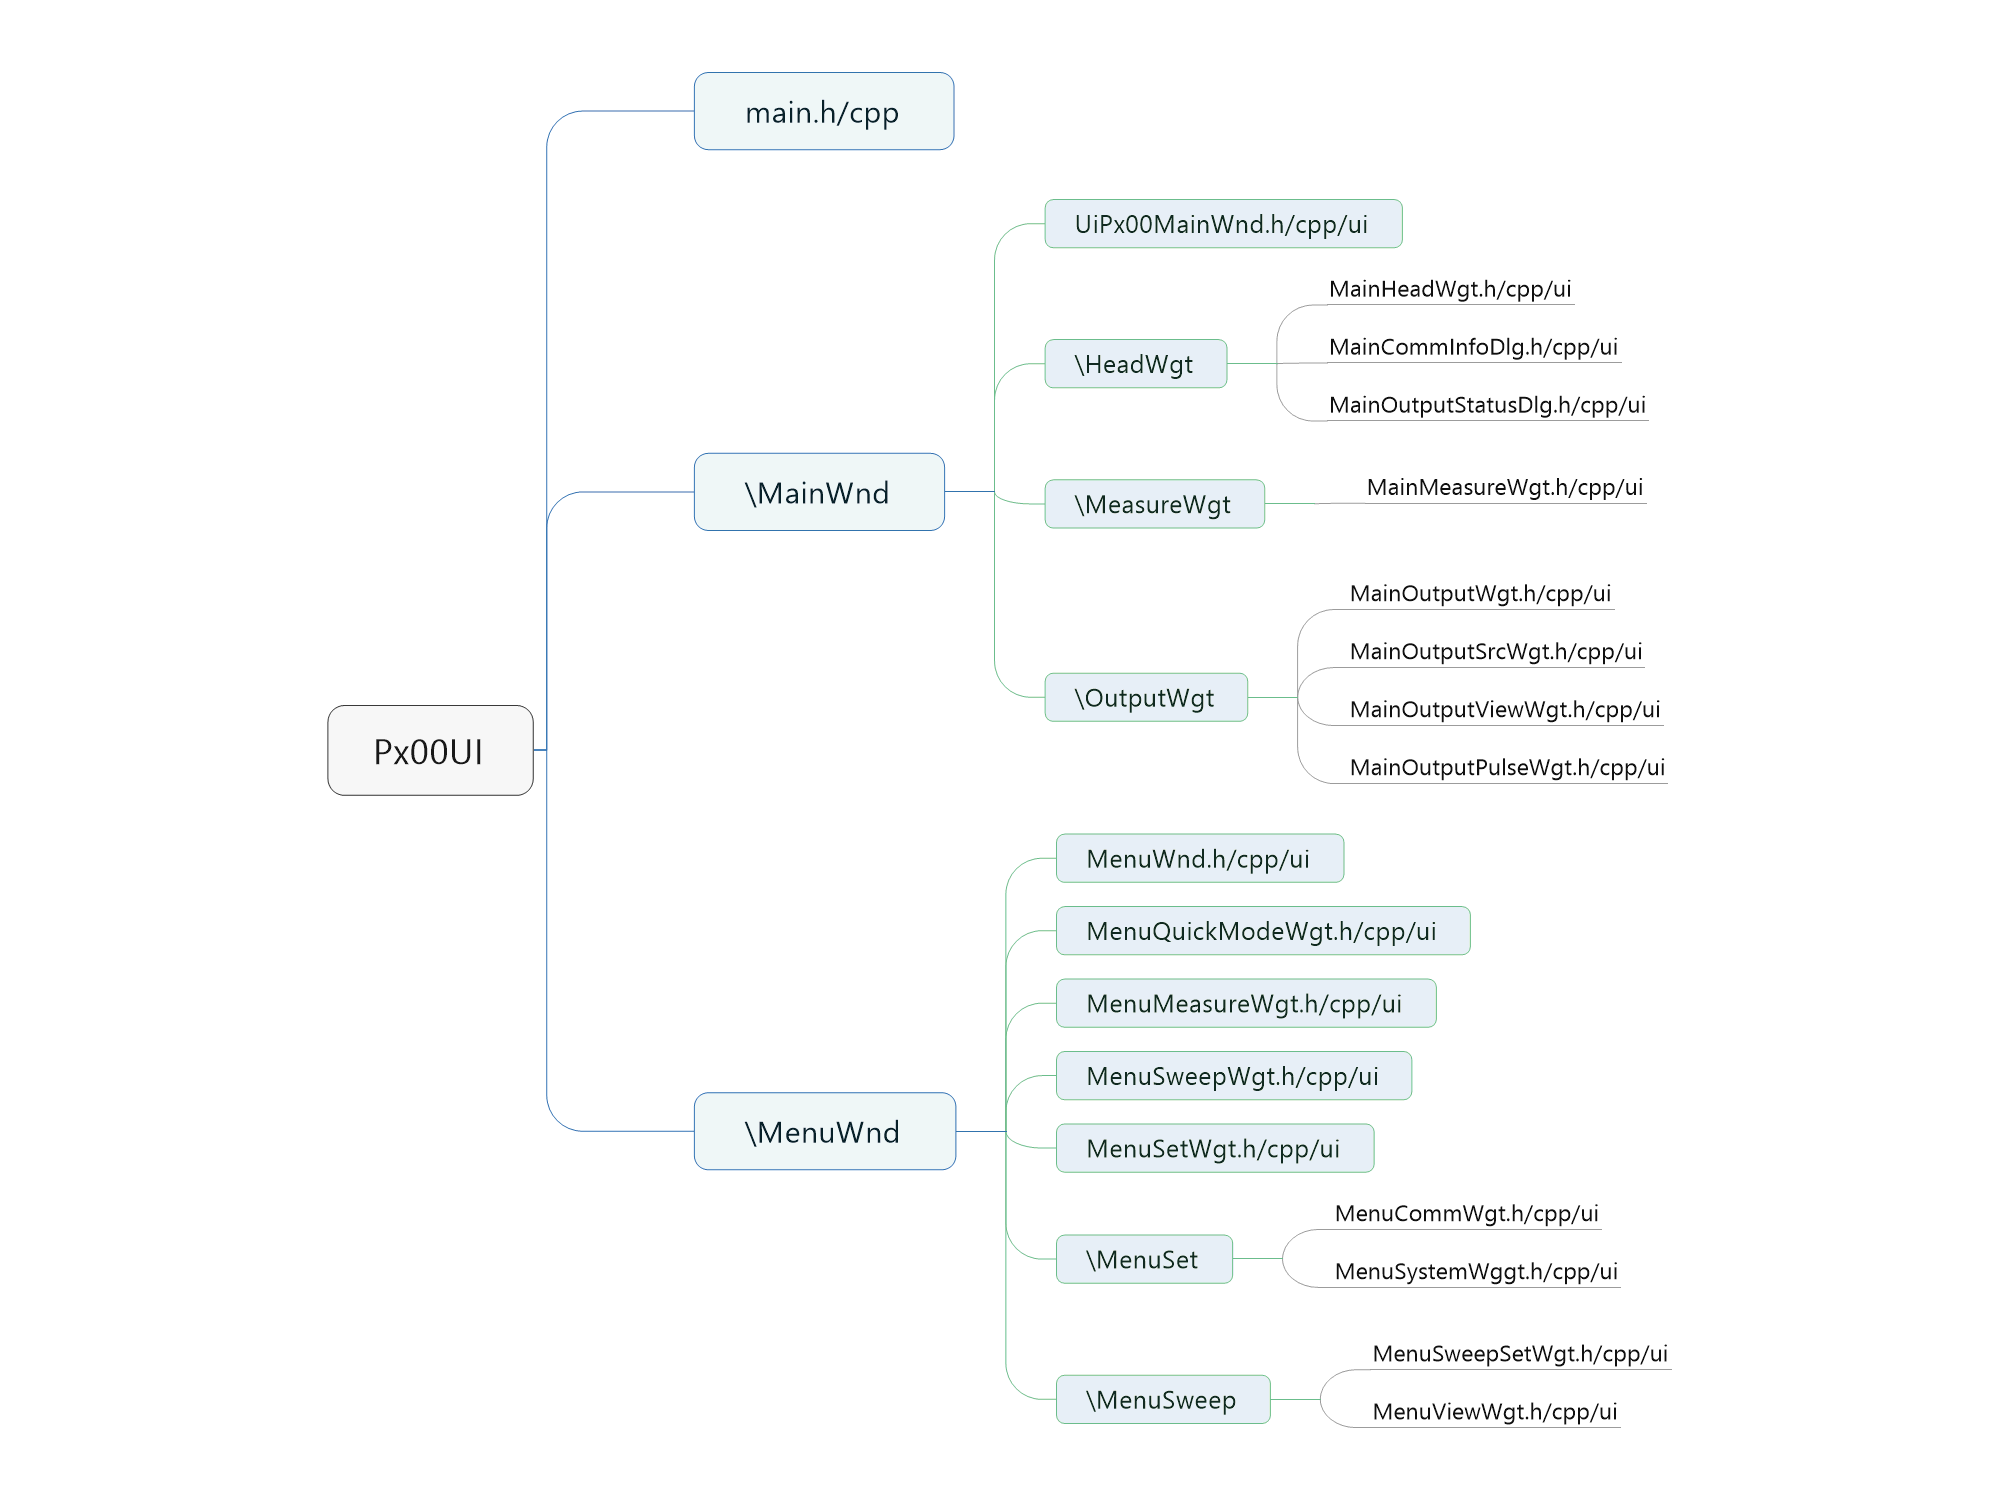 main.h/cpp
UiPx00MainWnd.h/cpp/ui
MainHeadWgt.h/cpp/ui
MainCommInfoDlg.h/cpp/ui
\HeadWgt
MainOutputStatusDlg.h/cpp/ui
\MainWnd
MainMeasureWgt.h/cpp/ui
\MeasureWgt
MainOutputWgt.h/cpp/ui
MainOutputSrcWgt.h/cpp/ui
\OutputWgt
MainOutputViewWgt.h/cpp/ui
MainOutputPulseWgt.h/cpp/ui
Px00UI
MenuWnd.h/cpp/ui
MenuQuickModeWgt.h/cpp/ui
MenuMeasureWgt.h/cpp/ui
MenuSweepWgt.h/cpp/ui
\MenuWnd
MenuSetWgt.h/cpp/ui
MenuCommWgt.h/cpp/ui
\MenuSet
MenuSystemWggt.h/cpp/ui
MenuSweepSetWgt.h/cpp/ui
\MenuSweep
MenuViewWgt.h/cpp/ui